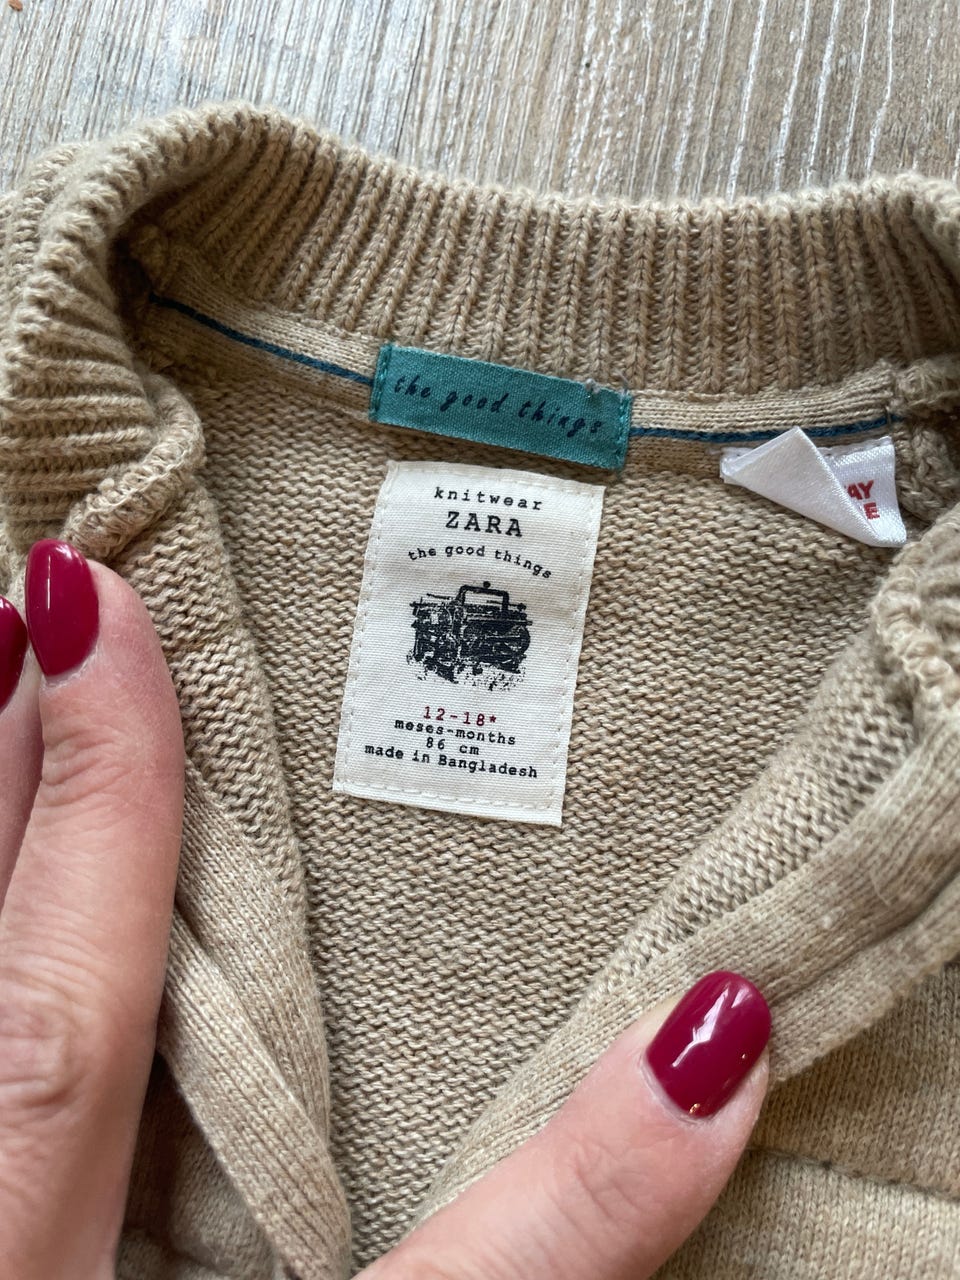 the good things
knitwear
ZARA
the good things
12-18*
meses-months
86 cm
made in Bangladesh